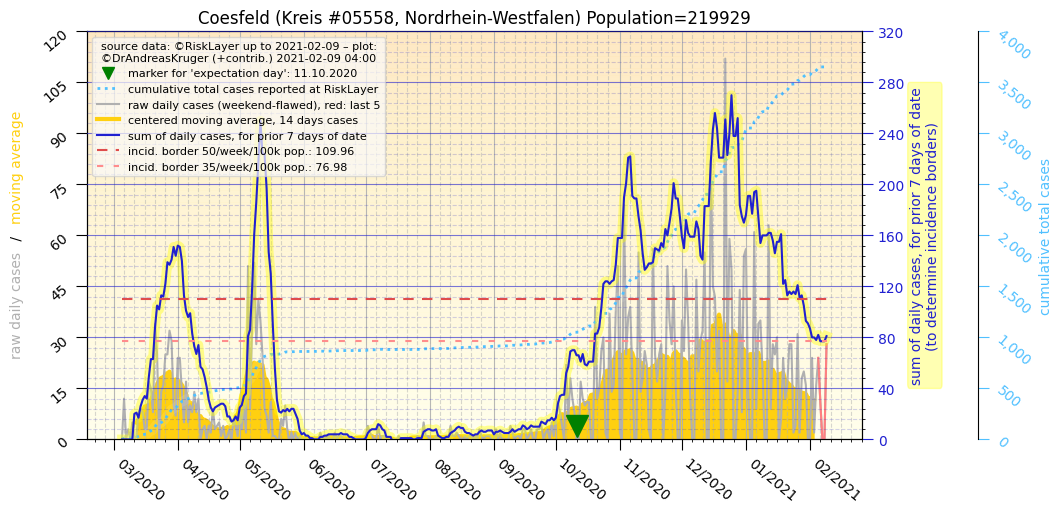 Coesfeld (Kreis #05558, Nordrhein-Westfalen) Population=219929
source data: ©RiskLayer up to 2021-02-09 – plot:
©DrAndreasKruger (+contrib.) 2021-02-09 04:00
marker for 'expectation day': 11.10.2020
cumulative total cases reported at RiskLayer
raw daily cases (weekend-flawed), red: last 5
centered moving average, 14 days cases
sum of daily cases, for prior 7 days of date
incid. border 50/week/100k pop.: 109.96
incid. border 35/week/100k pop.: 76.98
raw daily cases / moving average
120
105
90
75
60
45
30
15
0
03/2020
04/2020
05/2020
06/2020
07/2020
08/2020
09/2020
10/2020
11/2020
12/2020
01/2021
02/2021
320
280
240
200
160
120
80
40
0
sum of daily cases, for prior 7 days of date
(to determine incidence borders)
4,000
3,500
3,000
2,500
2,000
1,500
1,000
500
0
cumulative total cases